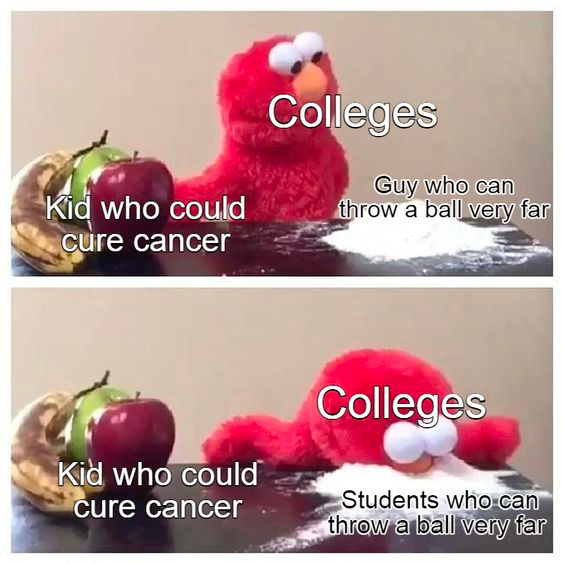 Colleges
Guy who can
throw a ball very far
Kid who could
cure cancer
Colleges
Kid who could
cure cancer
Students who can
throw a ball very far